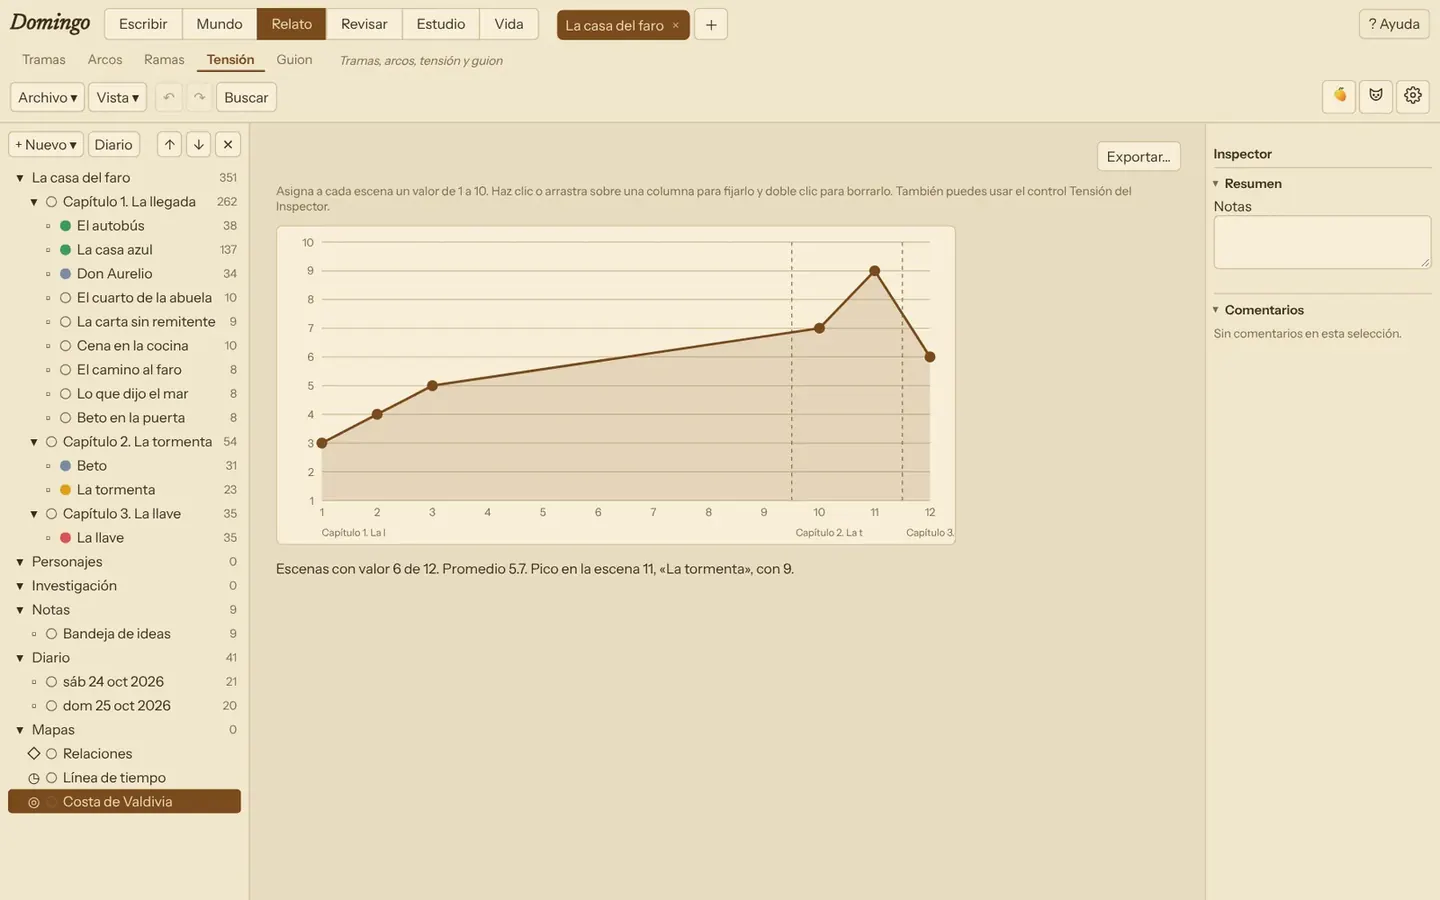 Domingo
Escribir
Mundo
Relato
Revisar
Estudio
Vida
La casa del faro ×
+
? Ayuda
Tramas
Arcos
Ramas
Tensión
Guion
Tramas, arcos, tensión y guion
Archivo ▾
Vista ▾
Buscar
+ Nuevo ▾
Diario
La casa del faro 351
Capítulo 1. La llegada 262
El autobús 38
La casa azul 137
Don Aurelio 34
El cuarto de la abuela 10
La carta sin remitente 9
Cena en la cocina 10
El camino al faro 8
Lo que dijo el mar 8
Beto en la puerta 8
Capítulo 2. La tormenta 54
Beto 31
La tormenta 23
Capítulo 3. La llave 35
La llave 35
Personajes 0
Investigación 0
Notas 9
Bandeja de ideas 9
Diario 41
sáb 24 oct 2026 21
dom 25 oct 2026 20
Mapas 0
Relaciones
Línea de tiempo
Costa de Valdivia
Exportar...
Asigna a cada escena un valor de 1 a 10. Haz clic o arrastra sobre una columna para fijarlo y doble clic para borrarlo. También puedes usar el control Tensión del
Inspector.
10
9
8
7
6
5
4
3
2
1
1 2 3 4 5 6 7 8 9 10 11 12
Capítulo 1. La l
Capítulo 2. La t
Capítulo 3.
Escenas con valor 6 de 12. Promedio 5.7. Pico en la escena 11, «La tormenta», con 9.
Inspector
Resumen
Notas
Comentarios
Sin comentarios en esta selección.